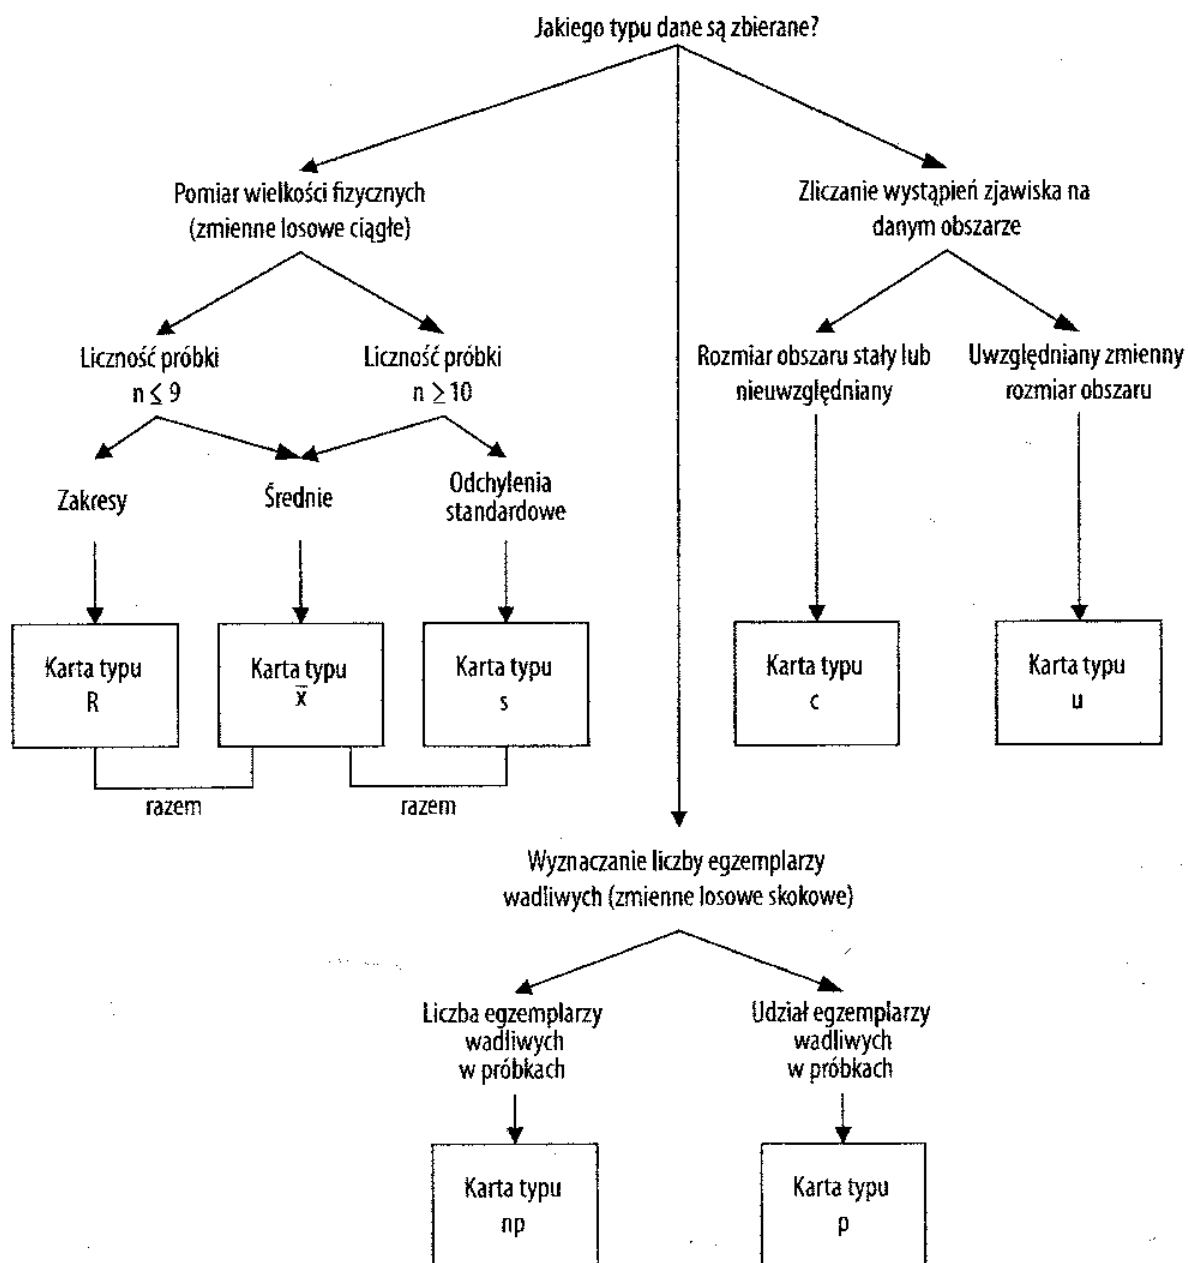 Jakiego typu dane są zbierane?
Pomiar wielkości fizycznych
(zmienne losowe ciągłe)
Zliczanie wystąpień zjawiska na
danym obszarze
Liczność próbki
n ≤ 9
Liczność próbki
n ≥ 10
Rozmiar obszaru stały lub
nieuwzględniany
Uwzględniany zmienny
rozmiar obszaru
Zakresy
Średnie
Odchylenia
standardowe
Karta typu
R
Karta typu
x̄
Karta typu
s
Karta typu
c
Karta typu
u
razem
razem
Wyznaczanie liczby egzemplarzy
wadliwych (zmienne losowe skokowe)
Liczba egzemplarzy
wadliwych
w próbkach
Udział egzemplarzy
wadliwych
w próbkach
Karta typu
np
Karta typu
p